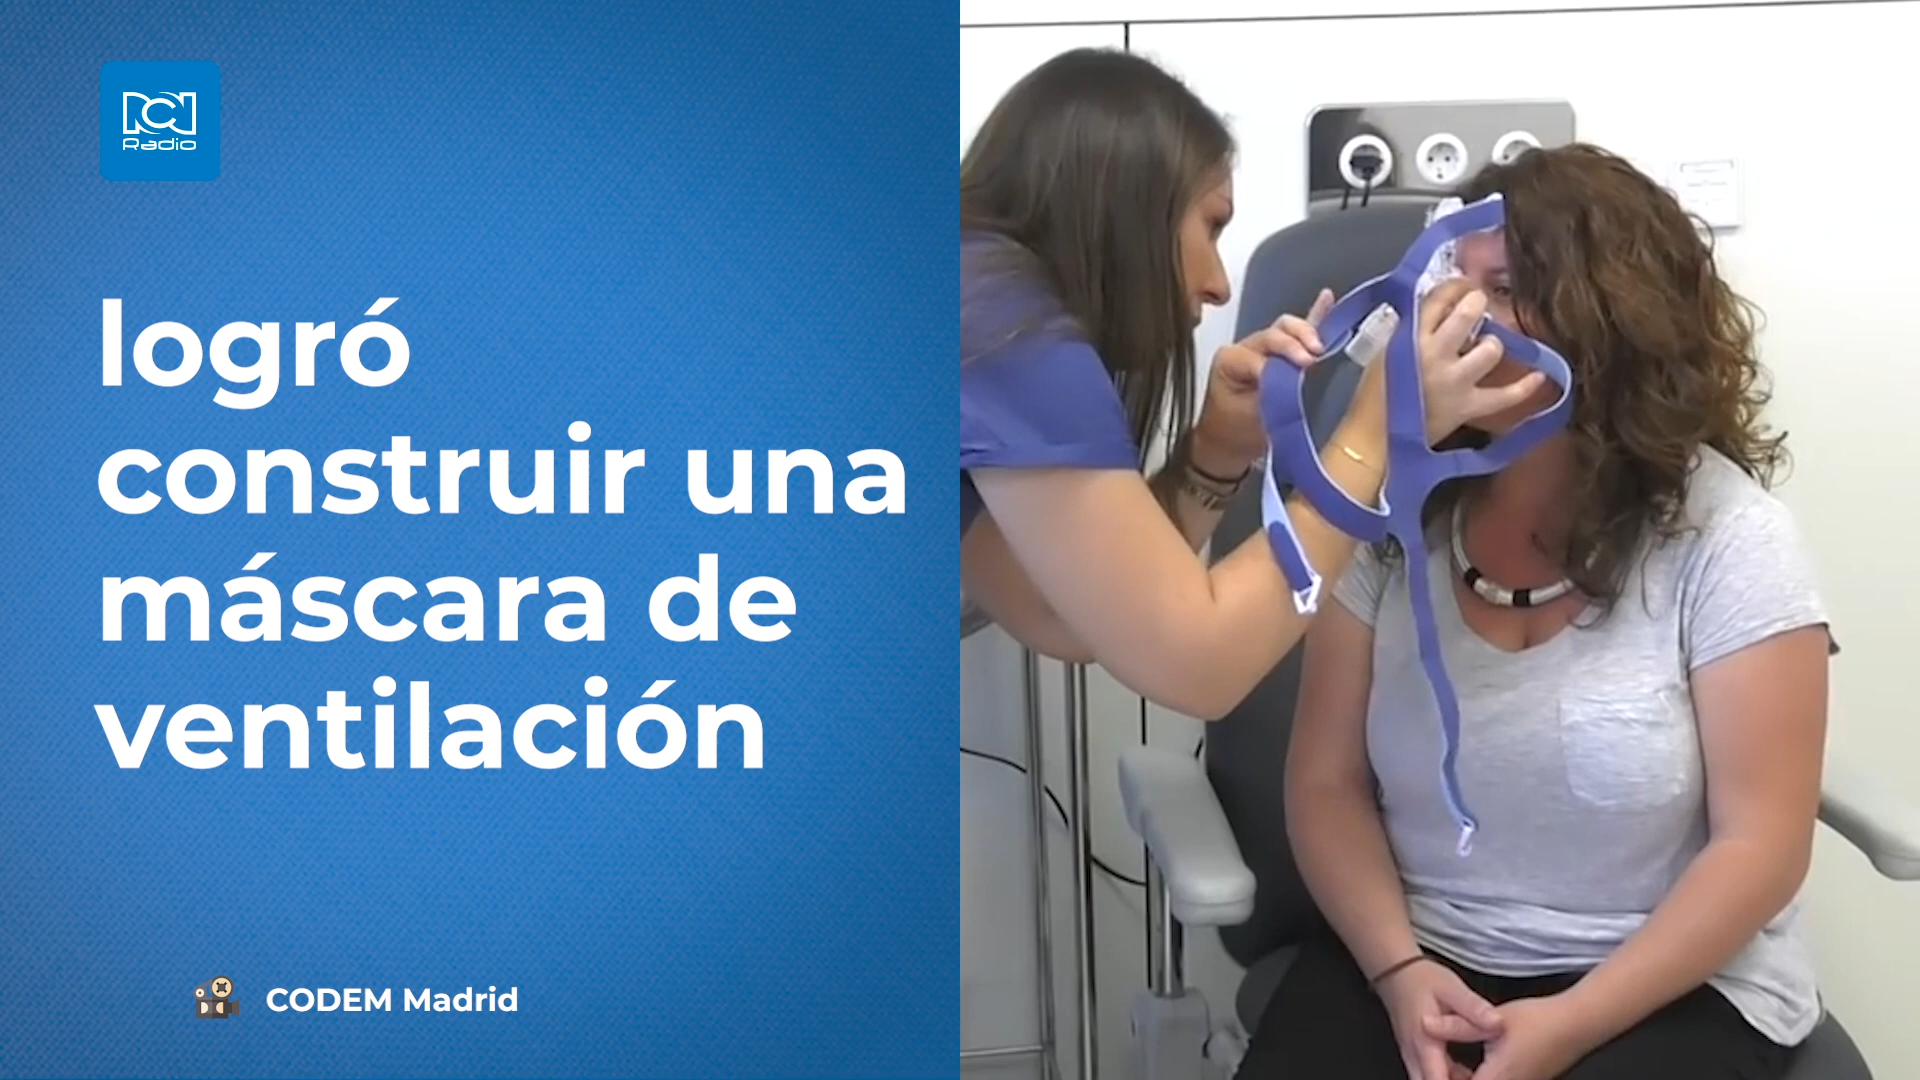 RCN
Radio
logró
construir una
máscara de
ventilación
CODEM Madrid